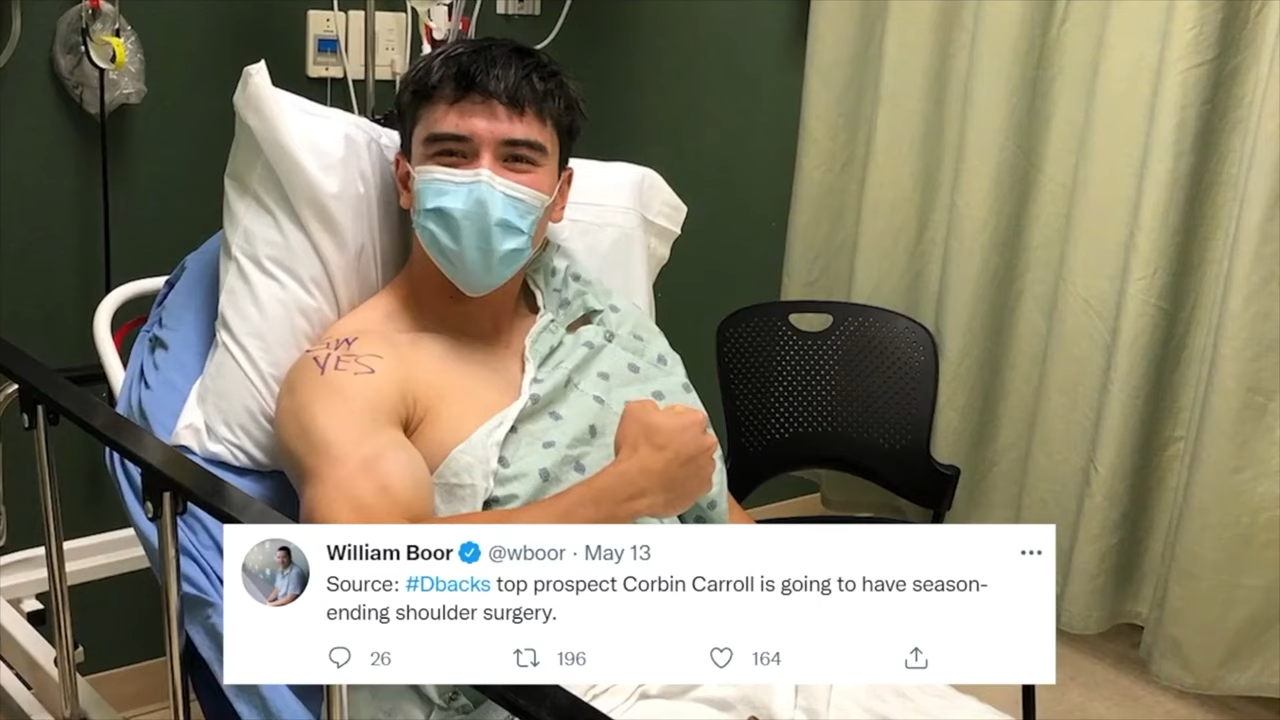 YES
William Boor @wboor · May 13
Source: #Dbacks top prospect Corbin Carroll is going to have season-
ending shoulder surgery.
26 196 164